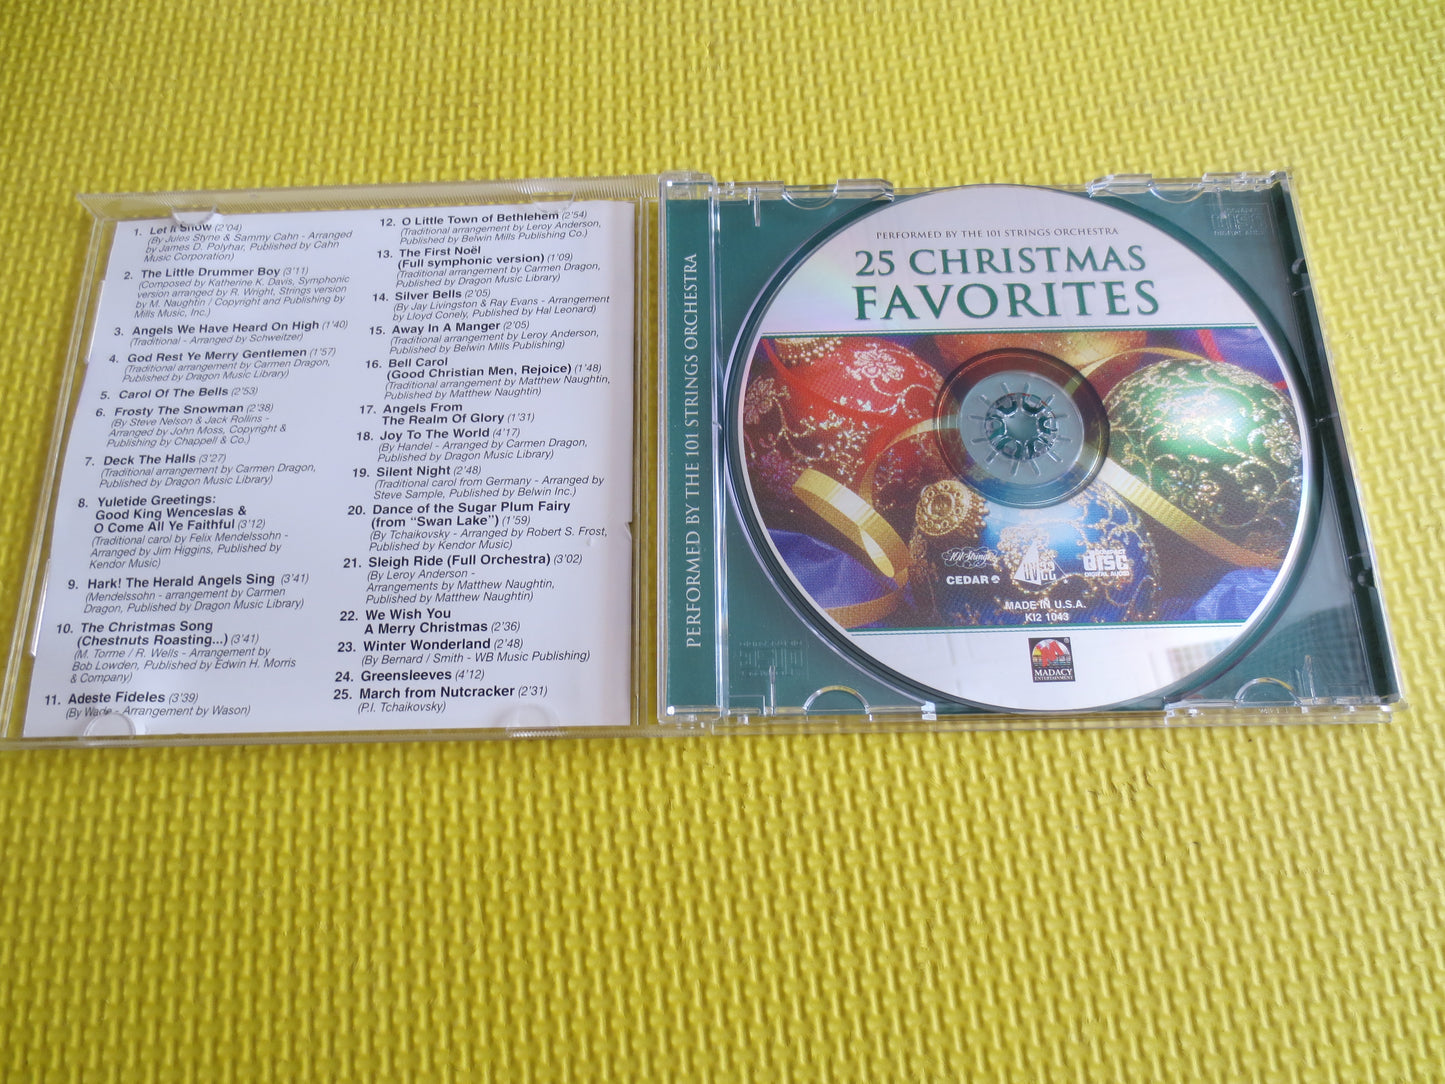 1. Let It Snow (2'04)
(By Jules Styne & Sammy Cahn - Arranged
by James D. Polyhar, Published by Cahn
Music Corporation)
2. The Little Drummer Boy (3'11)
(Composed by Katherine K. Davis, Symphonic
version arranged by R. Wright, Strings version
by M. Naughtin / Copyright and Publishing by
Mills Music, Inc.)
3. Angels We Have Heard On High (1'40)
(Traditional - Arranged by Schweitzer)
4. God Rest Ye Merry Gentlemen (1'57)
(Traditional arrangement by Carmen Dragon,
Published by Dragon Music Library)
5. Carol Of The Bells (2'53)
6. Frosty The Snowman (2'38)
(By Steve Nelson & Jack Rollins -
Arranged by John Moss, Copyright &
Publishing by Chappell & Co.)
7. Deck The Halls (3'27)
(Traditional arrangement by Carmen Dragon,
Published by Dragon Music Library)
8. Yuletide Greetings:
Good King Wenceslas &
O Come All Ye Faithful (3'12)
(Traditional carol by Felix Mendelssohn -
Arranged by Jim Higgins, Published by
Kendor Music)
9. Hark! The Herald Angels Sing (3'41)
(Mendelssohn - arrangement by Carmen
Dragon, Published by Dragon Music Library)
10. The Christmas Song
(Chestnuts Roasting...) (3'41)
(M. Torme / R. Wells - Arrangement by
Bob Lowden, Published by Edwin H. Morris
& Company)
11. Adeste Fideles (3'39)
(By Wade - Arrangement by Wason)
12. O Little Town of Bethlehem (2'54)
(Traditional arrangement by Leroy Anderson,
Published by Belwin Mills Publishing Co.)
13. The First Noël
(Full symphonic version) (1'09)
(Traditional arrangement by Carmen Dragon,
Published by Dragon Music Library)
14. Silver Bells (2'05)
(By Jay Livingston & Ray Evans - Arrangement
by Lloyd Conely, Published by Hal Leonard)
15. Away In A Manger (2'05)
(Traditional arrangement by Leroy Anderson,
Published by Belwin Mills Publishing)
16. Bell Carol
(Good Christian Men, Rejoice) (1'48)
(Traditional arrangement by Matthew Naughtin,
Published by Matthew Naughtin)
17. Angels From
The Realm Of Glory (1'31)
18. Joy To The World (4'17)
(By Handel - Arranged by Carmen Dragon,
Published by Dragon Music Library)
19. Silent Night (2'48)
(Traditional carol from Germany - Arranged by
Steve Sample, Published by Belwin Inc.)
20. Dance of the Sugar Plum Fairy
(from "Swan Lake") (1'59)
(By Tchaikovsky - Arranged by Robert S. Frost,
Published by Kendor Music)
21. Sleigh Ride (Full Orchestra) (3'02)
(By Leroy Anderson -
Arrangements by Matthew Naughtin,
Published by Matthew Naughtin)
22. We Wish You
A Merry Christmas (2'36)
23. Winter Wonderland (2'48)
(By Bernard / Smith - WB Music Publishing)
24. Greensleeves (4'12)
25. March from Nutcracker (2'31)
(P.I. Tchaikovsky)
PERFORMED BY THE 101 STRINGS ORCHESTRA
PERFORMED BY THE 101 STRINGS ORCHESTRA
25 CHRISTMAS
FAVORITES
101 Strings
CEDAR
COMPACT
DISC
DIGITAL AUDIO
MADE IN U.S.A.
KI2 1043
MADACY
ENTERTAINMENT